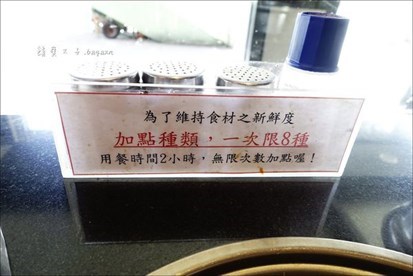 為了維持食材之新鮮度
加點種類，一次限8種
用餐時間2小時，無限次數加點喔！